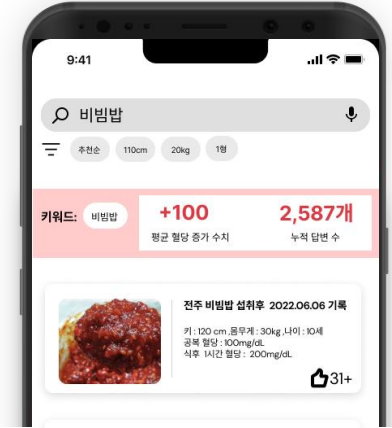 9:41
비빔밥
추천순 110cm 20kg 1형
키워드: 비빔밥
+100
평균 혈당 증가 수치
2,587개
누적 답변 수
전주 비빔밥 섭취후 2022.06.06 기록
키 : 120 cm ,몸무게 : 30kg ,나이 : 10세
공복 혈당 : 100mg/dL
식후 1시간 혈당 : 200mg/dL
31+